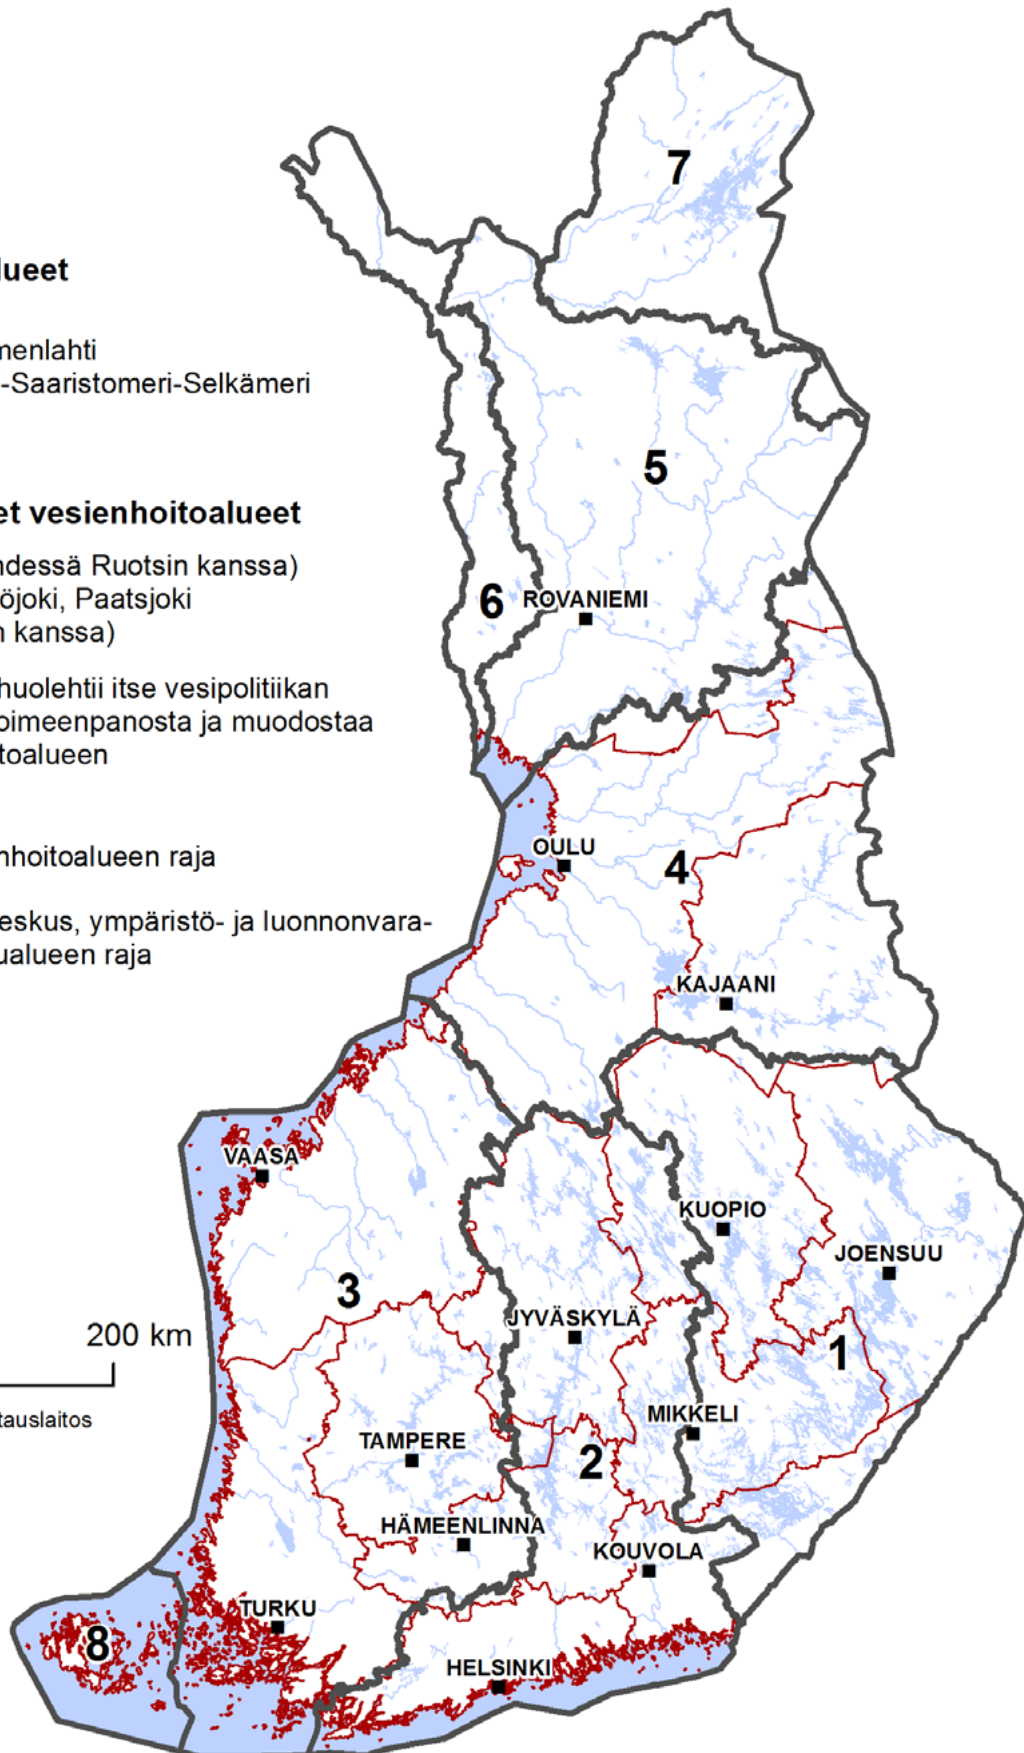 lueet
menlahti
-Saaristomeri-Selkämeri
et vesienhoitoalueet
hdessä Ruotsin kanssa)
öjoki, Paatsjoki
n kanssa)
huolehtii itse vesipolitiikan
oimeenpanosta ja muodostaa
toalueen
nhoitoalueen raja
eskus, ympäristö- ja luonnonvara-
ualueen raja
200 km
tauslaitos
7
5
6
ROVANIEMI
OULU
4
KAJAANI
VAASA
KUOPIO
JOENSUU
3
JYVÄSKYLÄ
1
MIKKELI
TAMPERE
2
HÄMEENLINNA
KOUVOLA
TURKU
8
HELSINKI